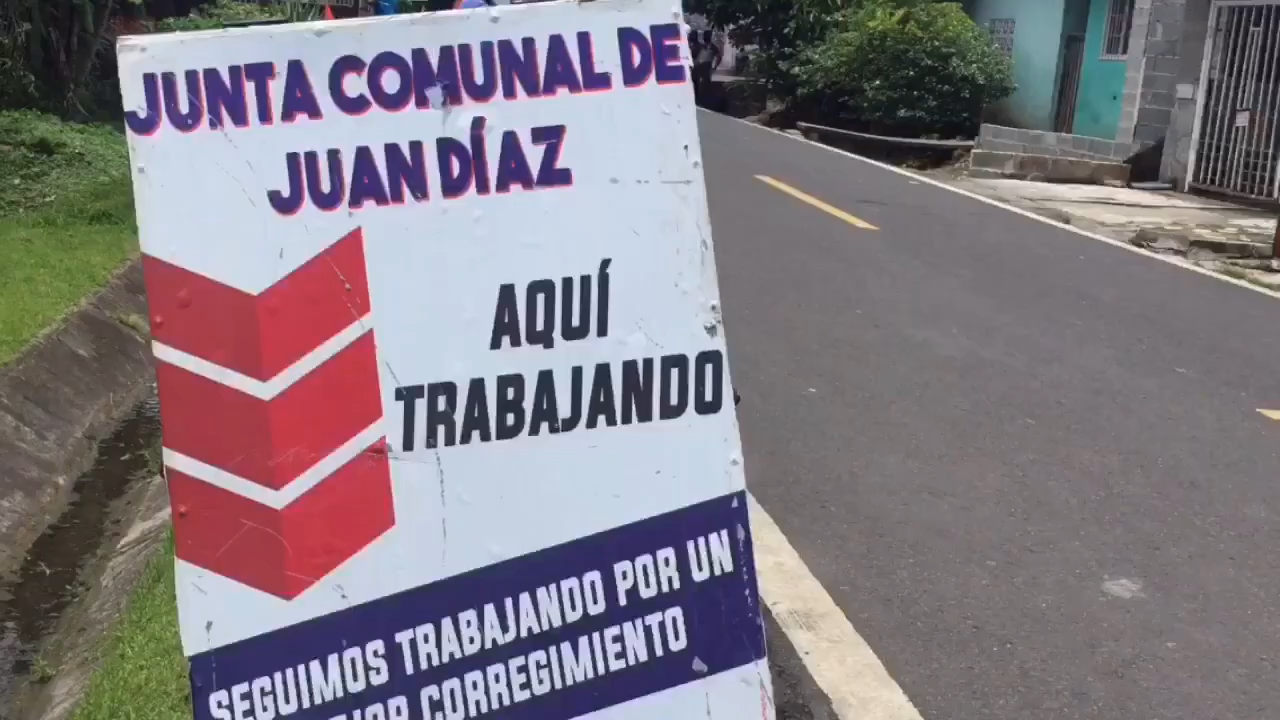 JUNTA COMUNAL DE
JUAN DÍAZ
AQUÍ
TRABAJANDO
SEGUIMOS TRABAJANDO POR UN
CORREGIMIENTO